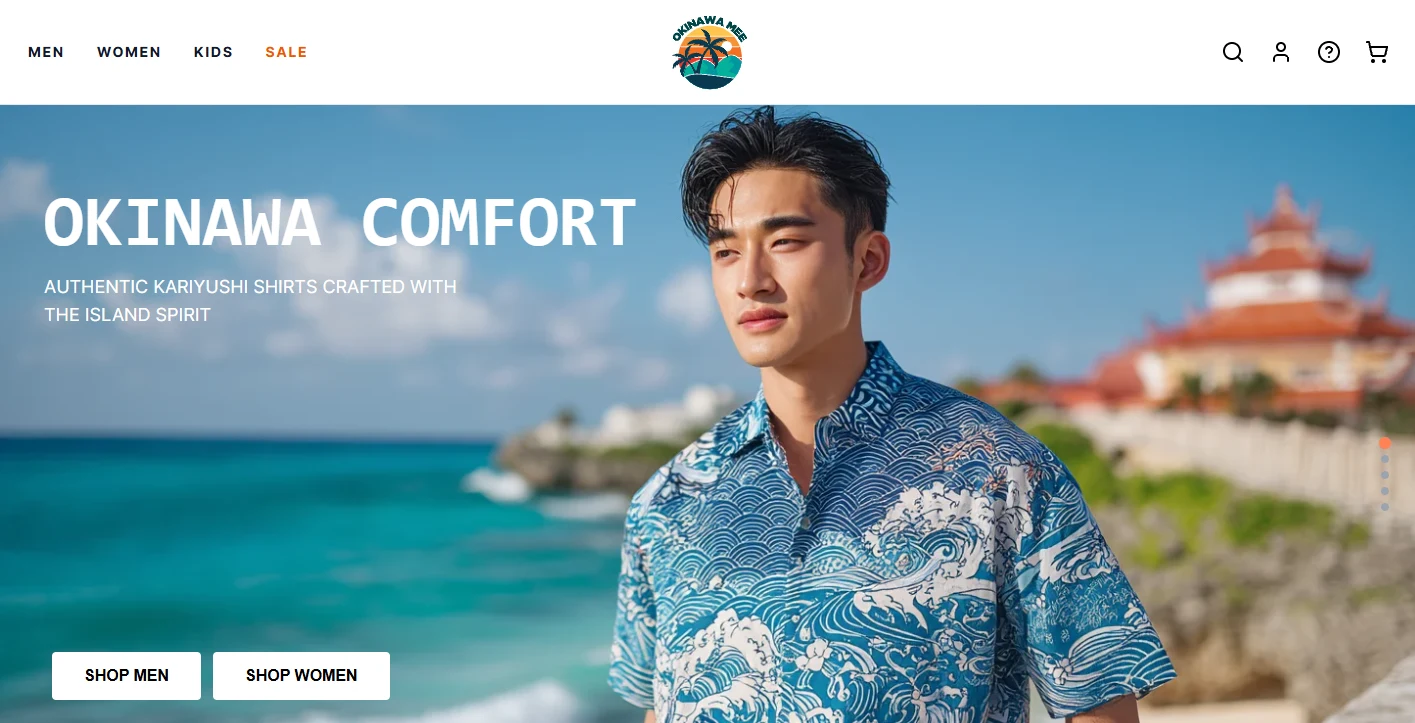 MEN
WOMEN
KIDS
SALE
OKINAWA MEE
OKINAWA COMFORT
AUTHENTIC KARIYUSHI SHIRTS CRAFTED WITH
THE ISLAND SPIRIT
SHOP MEN
SHOP WOMEN